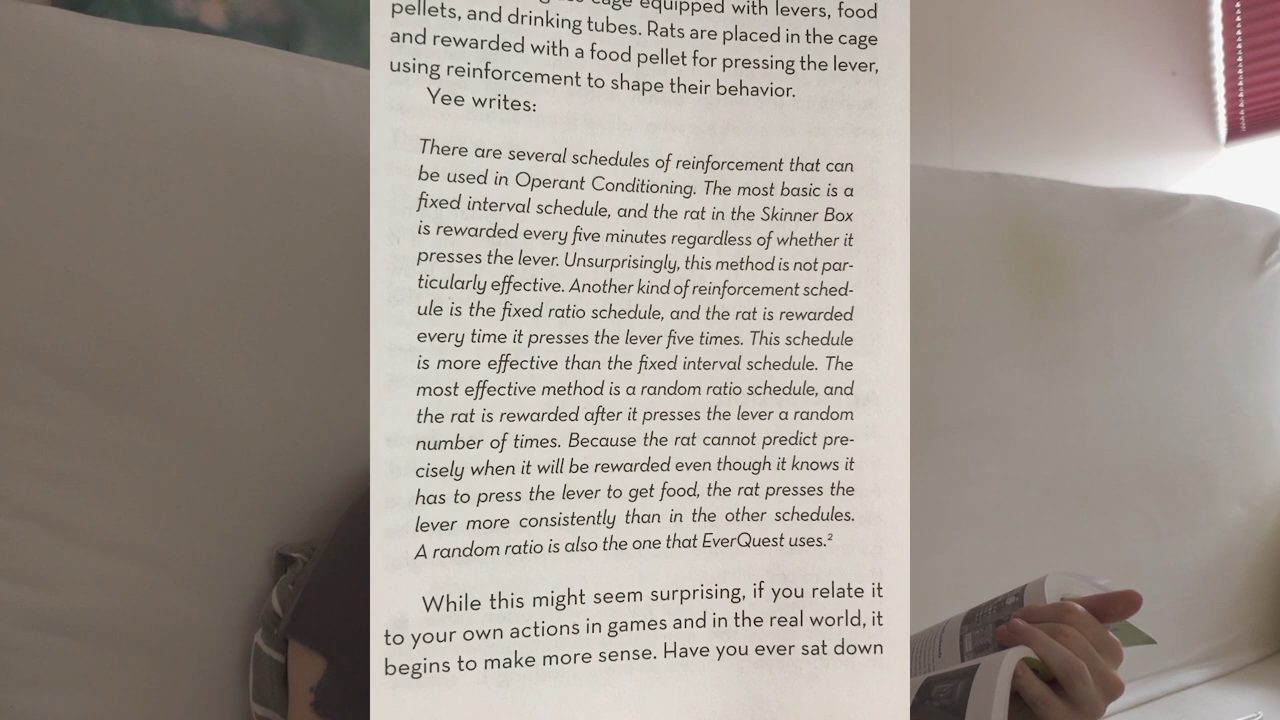 cage equipped with levers, food
pellets, and drinking tubes. Rats are placed in the cage
and rewarded with a food pellet for pressing the lever,
using reinforcement to shape their behavior.
Yee writes:
There are several schedules of reinforcement that can
be used in Operant Conditioning. The most basic is a
fixed interval schedule, and the rat in the Skinner Box
is rewarded every five minutes regardless of whether it
presses the lever. Unsurprisingly, this method is not par-
ticularly effective. Another kind of reinforcement sched-
ule is the fixed ratio schedule, and the rat is rewarded
every time it presses the lever five times. This schedule
is more effective than the fixed interval schedule. The
most effective method is a random ratio schedule, and
the rat is rewarded after it presses the lever a random
number of times. Because the rat cannot predict pre-
cisely when it will be rewarded even though it knows it
has to press the lever to get food, the rat presses the
lever more consistently than in the other schedules.
A random ratio is also the one that EverQuest uses.²
While this might seem surprising, if you relate it
to your own actions in games and in the real world, it
begins to make more sense. Have you ever sat down